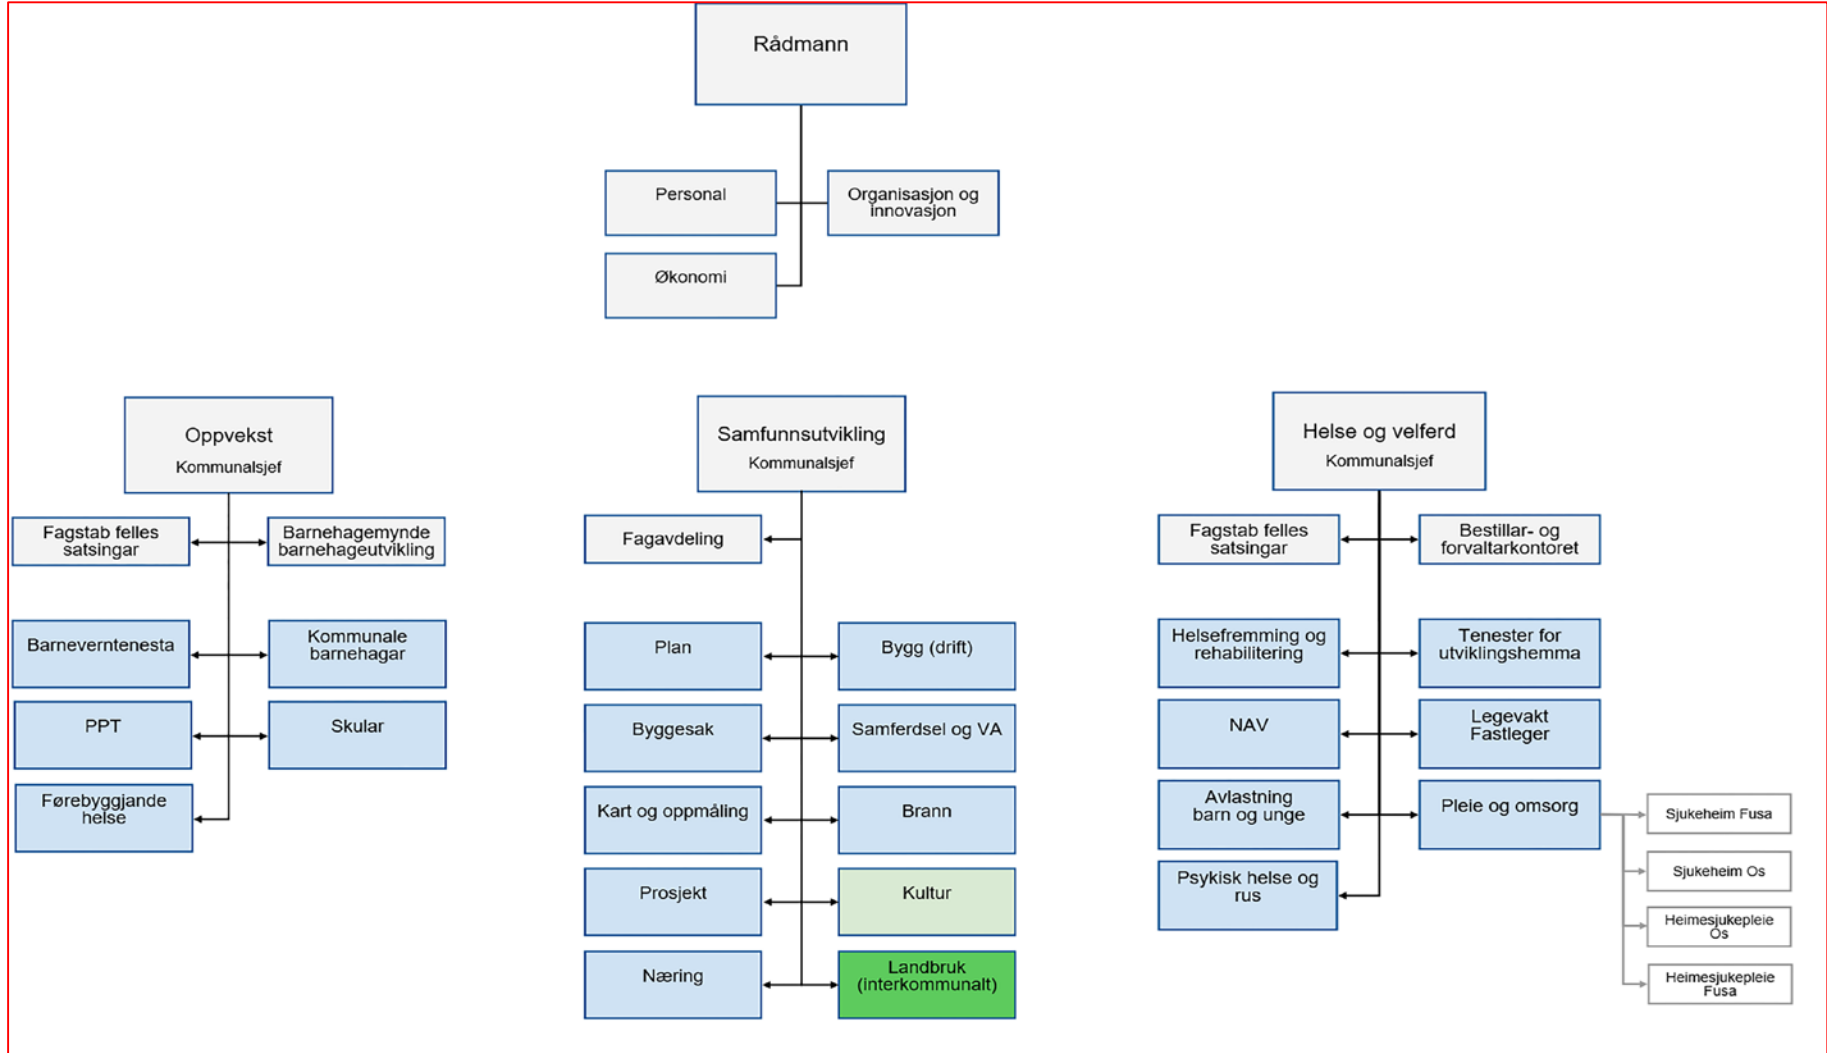 Rådmann
Personal
Organisasjon og
innovasjon
Økonomi
Oppvekst
Kommunalsjef
Fagstab felles
satsingar
Barnehagemynde
barnehageutvikling
Barneverntenesta
Kommunale
barnehagar
PPT
Skular
Førebyggjande
helse
Samfunnsutvikling
Kommunalsjef
Fagavdeling
Plan
Bygg (drift)
Byggesak
Samferdsel og VA
Kart og oppmåling
Brann
Prosjekt
Kultur
Næring
Landbruk
(interkommunalt)
Helse og velferd
Kommunalsjef
Fagstab felles
satsingar
Bestillar- og
forvaltarkontoret
Helsefremming og
rehabilitering
Tenester for
utviklingshemma
NAV
Legevakt
Fastleger
Avlastning
barn og unge
Pleie og omsorg
Psykisk helse og
rus
Sjukeheim Fusa
Sjukeheim Os
Heimesjukepleie
Os
Heimesjukepleie
Fusa